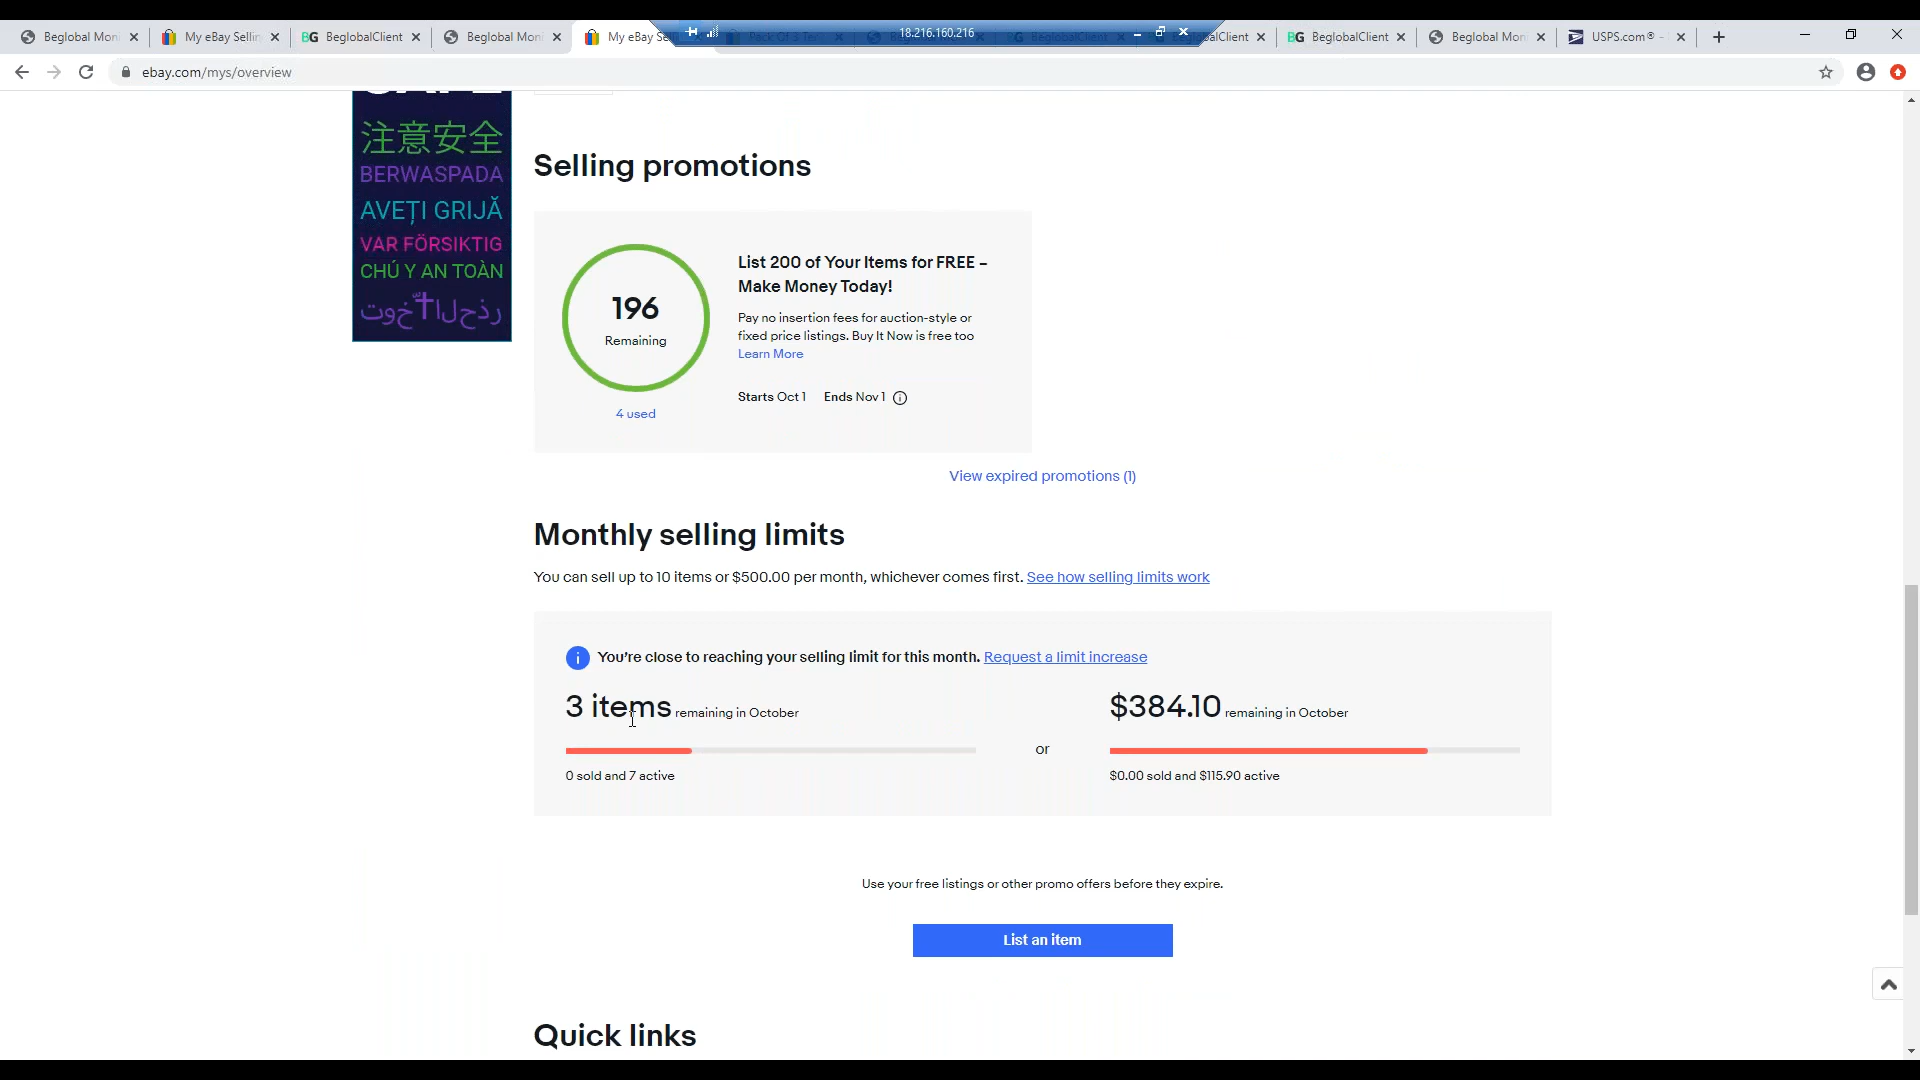 Beglobal Moni
My eBay Sellin
BeglobalClient
Beglobal Moni
My eBay Se
18.216.160.216
BeglobalClient
Beglobal Mon
USPS.com® -
ebay.com/mys/overview
注意安全
BERWASPADA
AVEȚI GRIJĂ
VAR FÖRSIKTIG
CHÚ Y AN TOÀN
Selling promotions
196
Remaining
4 used
List 200 of Your Items for FREE –
Make Money Today!
Pay no insertion fees for auction-style or
fixed price listings. Buy It Now is free too
Learn More
Starts Oct 1 Ends Nov 1
View expired promotions (1)
Monthly selling limits
You can sell up to 10 items or $500.00 per month, whichever comes first. See how selling limits work
You're close to reaching your selling limit for this month. Request a limit increase
3 items remaining in October
0 sold and 7 active
or
$384.10 remaining in October
$0.00 sold and $115.90 active
Use your free listings or other promo offers before they expire.
List an item
Quick links